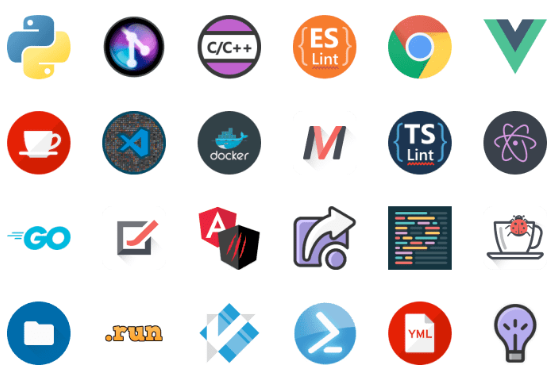 C/C++
{ES
Lint}
docker
M
{TS}
Lint
GO
A
.run
YML